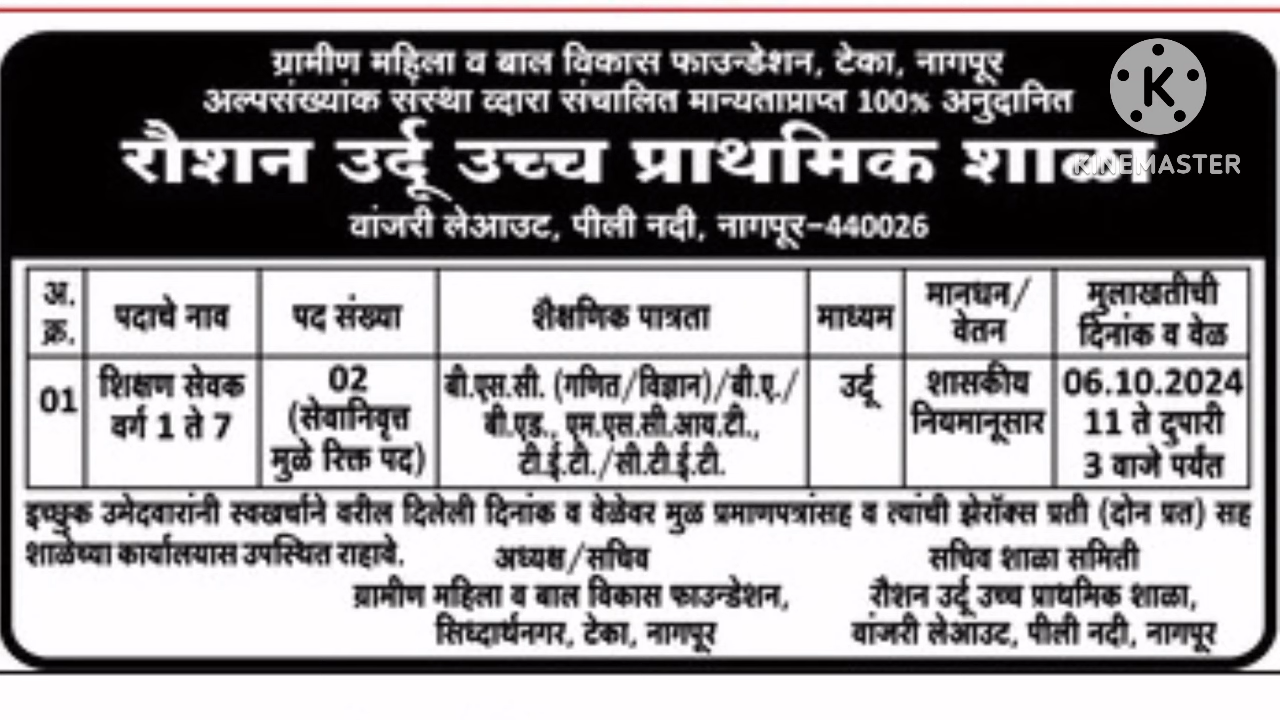 ग्रामीण महिला व बाल विकास फाउन्डेशन, टेका, नागपूर
अल्पसंख्यांक संस्था व्दारा संचालित मान्यताप्राप्त 100% अनुदानित
रौशन उर्दू उच्च प्राथमिक शाळा
K
KINEMASTER
वांजरी लेआउट, पीली नदी, नागपूर-440026
अ. क्र. पदाचे नाव पद संख्या शैक्षणिक पात्रता माध्यम मानधन/ वेतन मुलाखतीची दिनांक व वेळ
01 शिक्षण सेवक वर्ग 1 ते 7 02 (सेवानिवृत्त मुळे रिक्त पद) बी.एस.सी. (गणित/विज्ञान)/बी.ए./ बी.एड., एम.एस.सी.आय.टी., टी.ई.टी./सी.टी.ई.टी. उर्दू शासकीय नियमानूसार 06.10.2024 11 ते दुपारी 3 वाजे पर्यंत
इच्छुक उमेदवारांनी स्वखर्चाने वरील दिलेली दिनांक व वेळेवर मुळ प्रमाणपत्रांसह व त्यांची झेरॉक्स प्रती (दोन प्रत) सह
शाळेच्या कार्यालयास उपस्थित राहावे.
अध्यक्ष/सचिव
ग्रामीण महिला व बाल विकास फाउन्डेशन,
सिध्दार्थनगर, टेका, नागपूर
सचिव शाळा समिती
रौशन उर्दू उच्च प्राथमिक शाळा,
वांजरी लेआंउट, पीली नदी, नागपूर